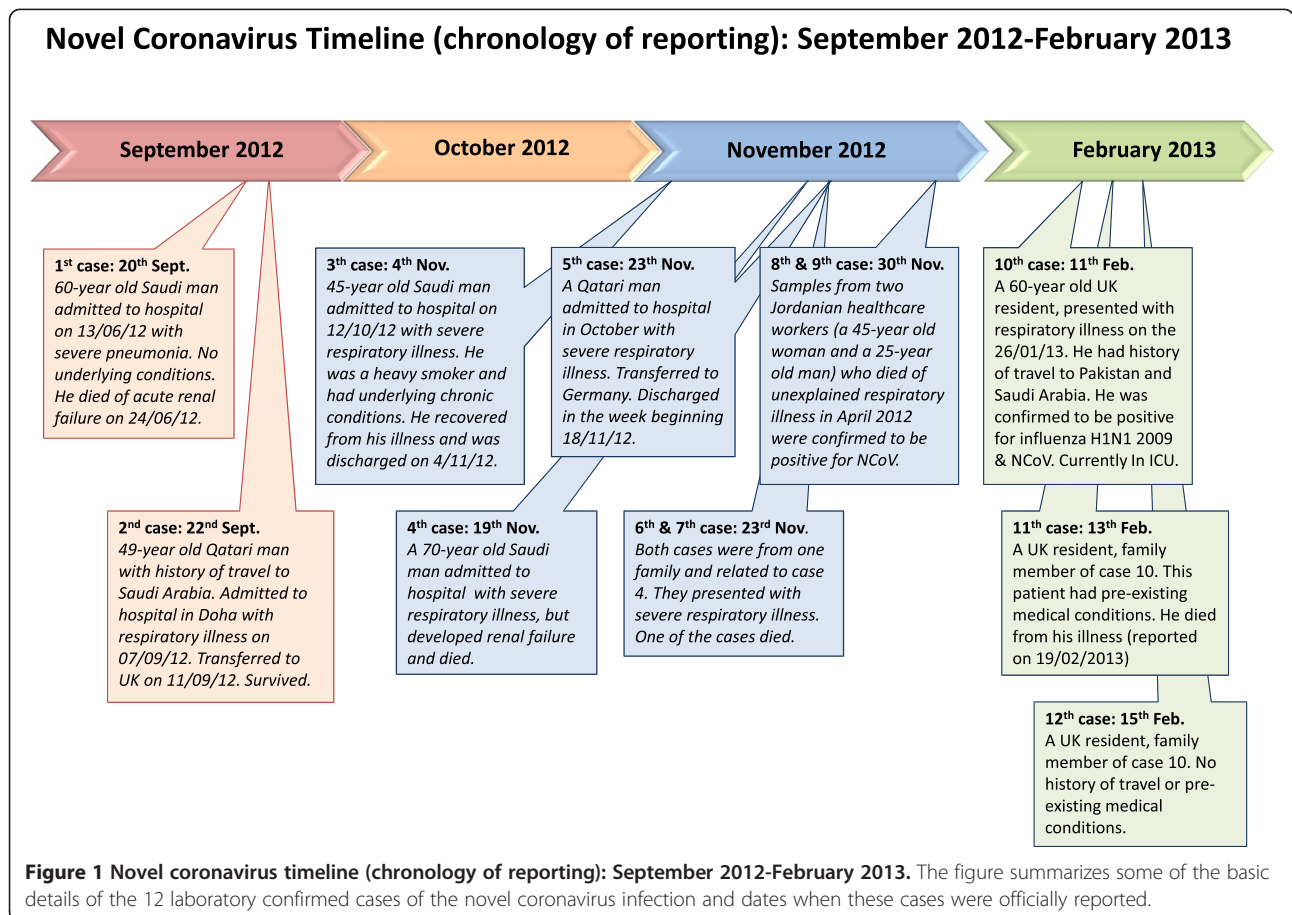 Novel Coronavirus Timeline (chronology of reporting): September 2012-February 2013
September 2012
October 2012
November 2012
February 2013
1st case: 20th Sept.
60-year old Saudi man
admitted to hospital
on 13/06/12 with
severe pneumonia. No
underlying conditions.
He died of acute renal
failure on 24/06/12.
2nd case: 22nd Sept.
49-year old Qatari man
with history of travel to
Saudi Arabia. Admitted to
hospital in Doha with
respiratory illness on
07/09/12. Transferred to
UK on 11/09/12. Survived.
3th case: 4th Nov.
45-year old Saudi man
admitted to hospital on
12/10/12 with severe
respiratory illness. He
was a heavy smoker and
had underlying chronic
conditions. He recovered
from his illness and was
discharged on 4/11/12.
4th case: 19th Nov.
A 70-year old Saudi
man admitted to
hospital with severe
respiratory illness, but
developed renal failure
and died.
5th case: 23th Nov.
A Qatari man
admitted to hospital
in October with
severe respiratory
illness. Transferred to
Germany. Discharged
in the week beginning
18/11/12.
6th & 7th case: 23rd Nov.
Both cases were from one
family and related to case
4. They presented with
severe respiratory illness.
One of the cases died.
8th & 9th case: 30th Nov.
Samples from two
Jordanian healthcare
workers (a 45-year old
woman and a 25-year
old man) who died of
unexplained respiratory
illness in April 2012
were confirmed to be
positive for NCoV.
10th case: 11th Feb.
A 60-year old UK
resident, presented with
respiratory illness on the
26/01/13. He had history
of travel to Pakistan and
Saudi Arabia. He was
confirmed to be positive
for influenza H1N1 2009
& NCoV. Currently In ICU.
11th case: 13th Feb.
A UK resident, family
member of case 10. This
patient had pre-existing
medical conditions. He died
from his illness (reported
on 19/02/2013)
12th case: 15th Feb.
A UK resident, family
member of case 10. No
history of travel or pre-
existing medical
conditions.
Figure 1 Novel coronavirus timeline (chronology of reporting): September 2012-February 2013. The figure summarizes some of the basic
details of the 12 laboratory confirmed cases of the novel coronavirus infection and dates when these cases were officially reported.